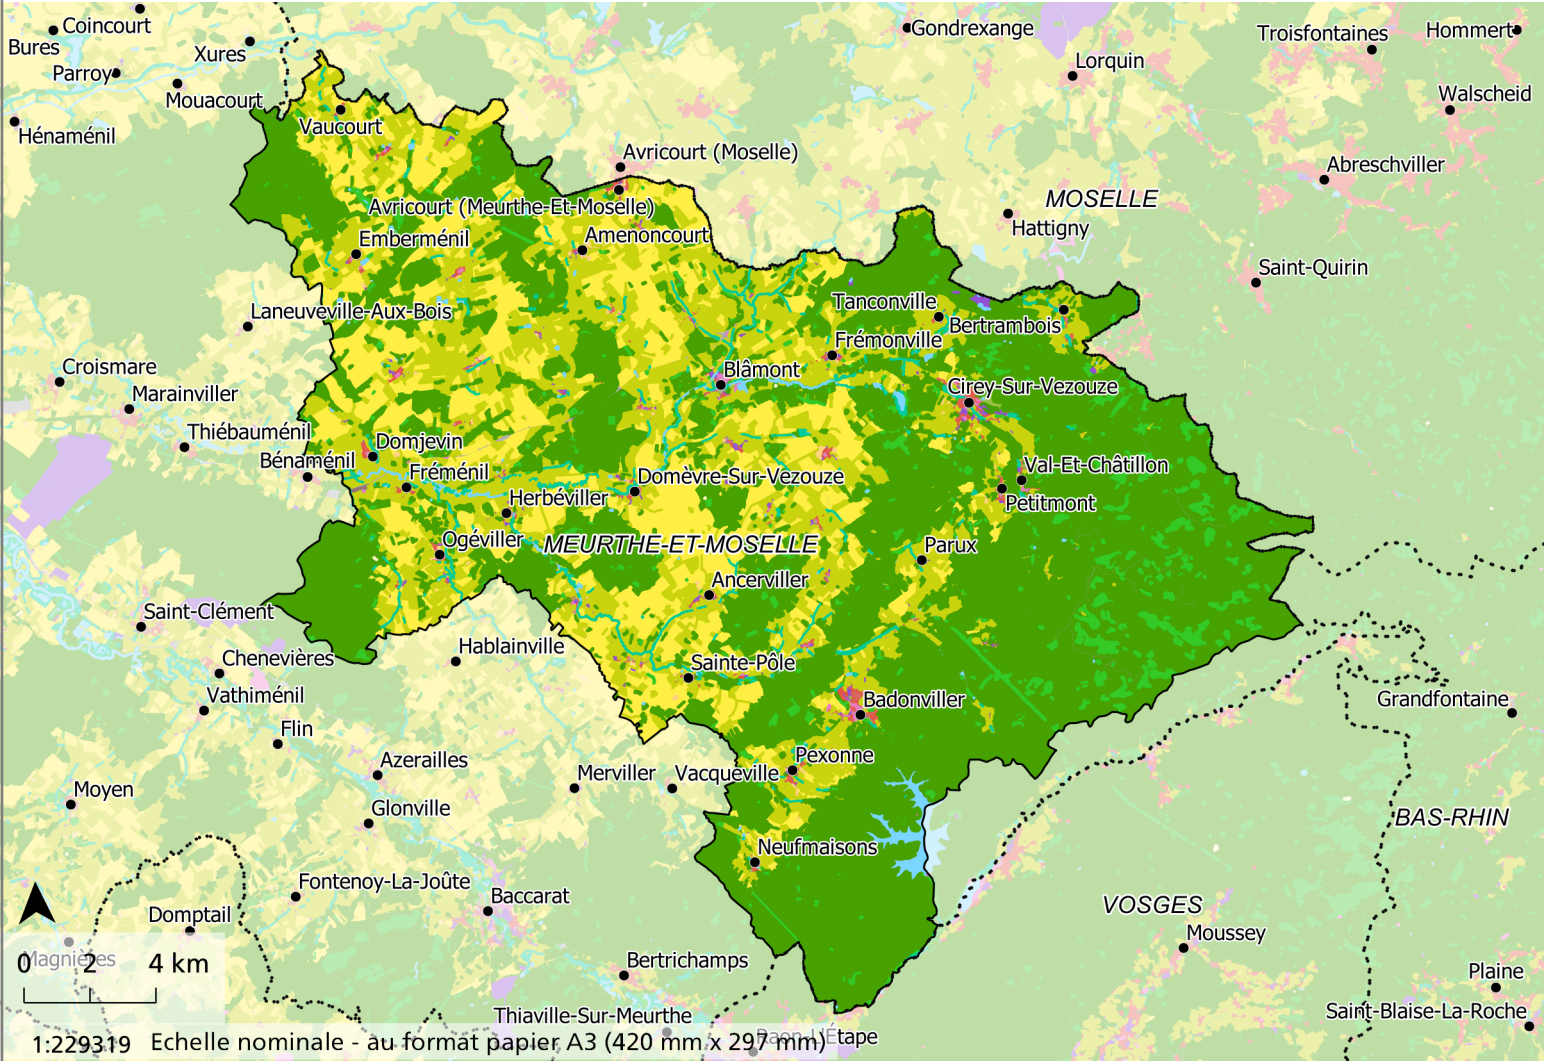 Coincourt
Gondrexange
Troisfontaines
Hommert
Bures
Xures
Parroy
Lorquin
Mouacourt
Walscheid
Vaucourt
Hénaménil
Avricourt (Moselle)
Abreschviller
MOSELLE
Avricourt (Meurthe-Et-Moselle)
Hattigny
Emberménil
Amenoncourt
Saint-Quirin
Tanconville
Laneuveville-Aux-Bois
Bertrambois
Frémonville
Croismare
Blâmont
Cirey-Sur-Vezouze
Marainviller
Thiébauménil
Domjevin
Bénaménil
Fréménil
Val-Et-Châtillon
Domèvre-Sur-Vezouze
Herbéviller
Petitmont
Ogéviller
MEURTHE-ET-MOSELLE
Parux
Ancerviller
Saint-Clément
Hablainville
Chenevières
Sainte-Pôle
Vathiménil
Badonviller
Grandfontaine
Flin
Azerailles
Pexonne
Merviller
Vacqueville
Moyen
Glonville
BAS-RHIN
Neufmaisons
Fontenoy-La-Joûte
Baccarat
VOSGES
Domptail
Moussey
Magnières
0 2 4 km
Bertrichamps
Plaine
Thiaville-Sur-Meurthe
Saint-Blaise-La-Roche
Raon-L'Étape
1:229319 Echelle nominale - au format papier A3 (420 mm x 297 mm)